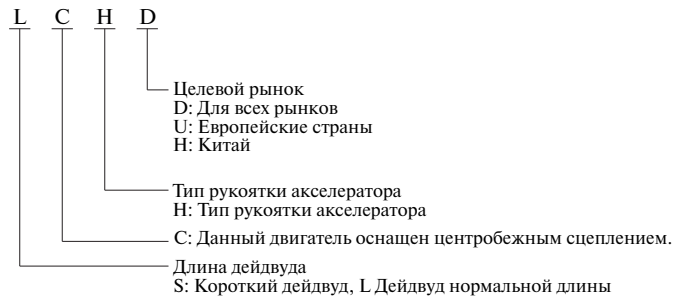 L C H D
Целевой рынок
D: Для всех рынков
U: Европейские страны
H: Китай
Тип рукоятки акселератора
H: Тип рукоятки акселератора
C: Данный двигатель оснащен центробежным сцеплением.
Длина дейдвуда
S: Короткий дейдвуд, L Дейдвуд нормальной длины